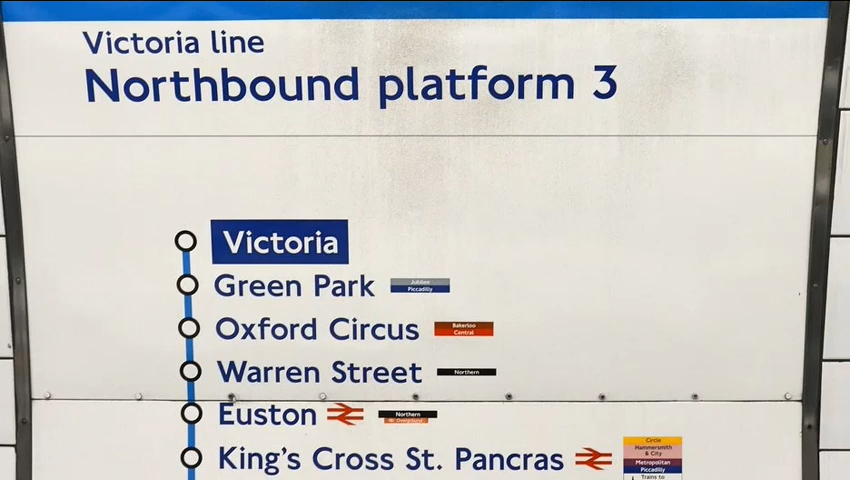 Victoria line
Northbound platform 3
Victoria
Green Park
Jubilee
Piccadilly
Oxford Circus
Bakerloo
Central
Warren Street
Northern
Euston
Northern
Overground
King's Cross St. Pancras
Circle
Hammersmith
& City
Metropolitan
Piccadilly
Trains to